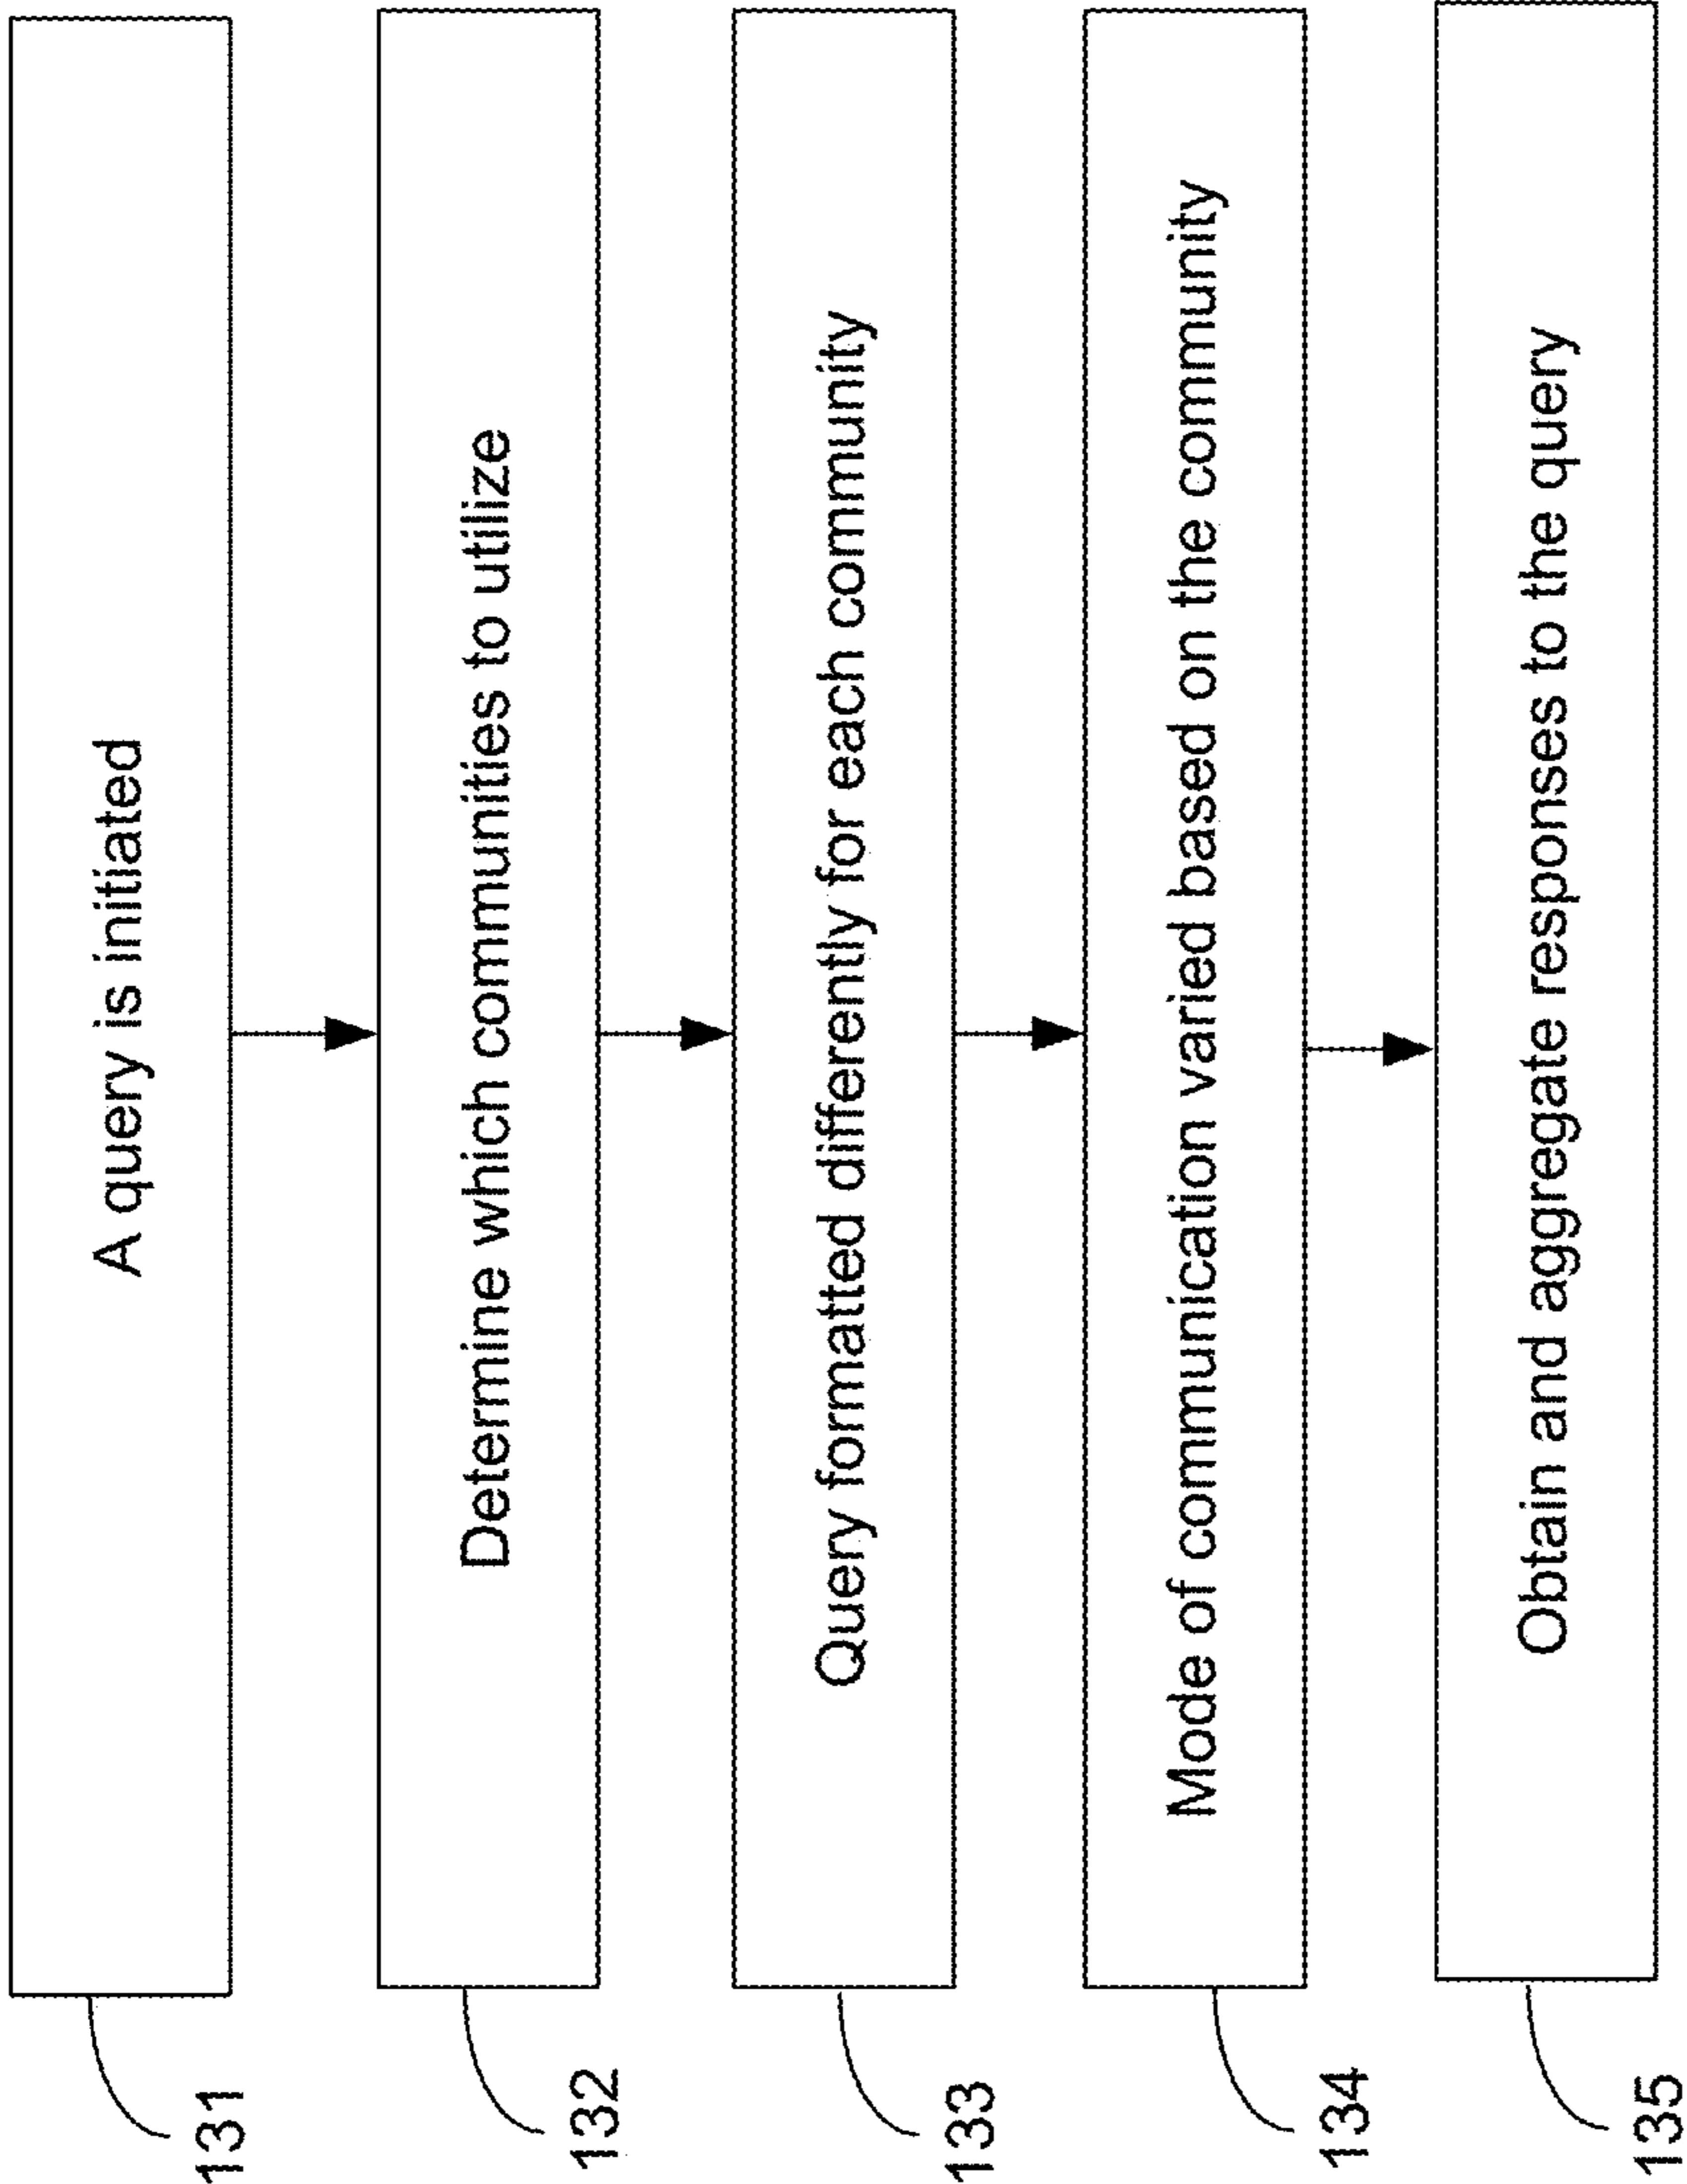 A query is initiated
131
Determine which communities to utilize
132
Query formatted differently for each community
133
Mode of communication varied based on the community
134
Obtain and aggregate responses to the query
135